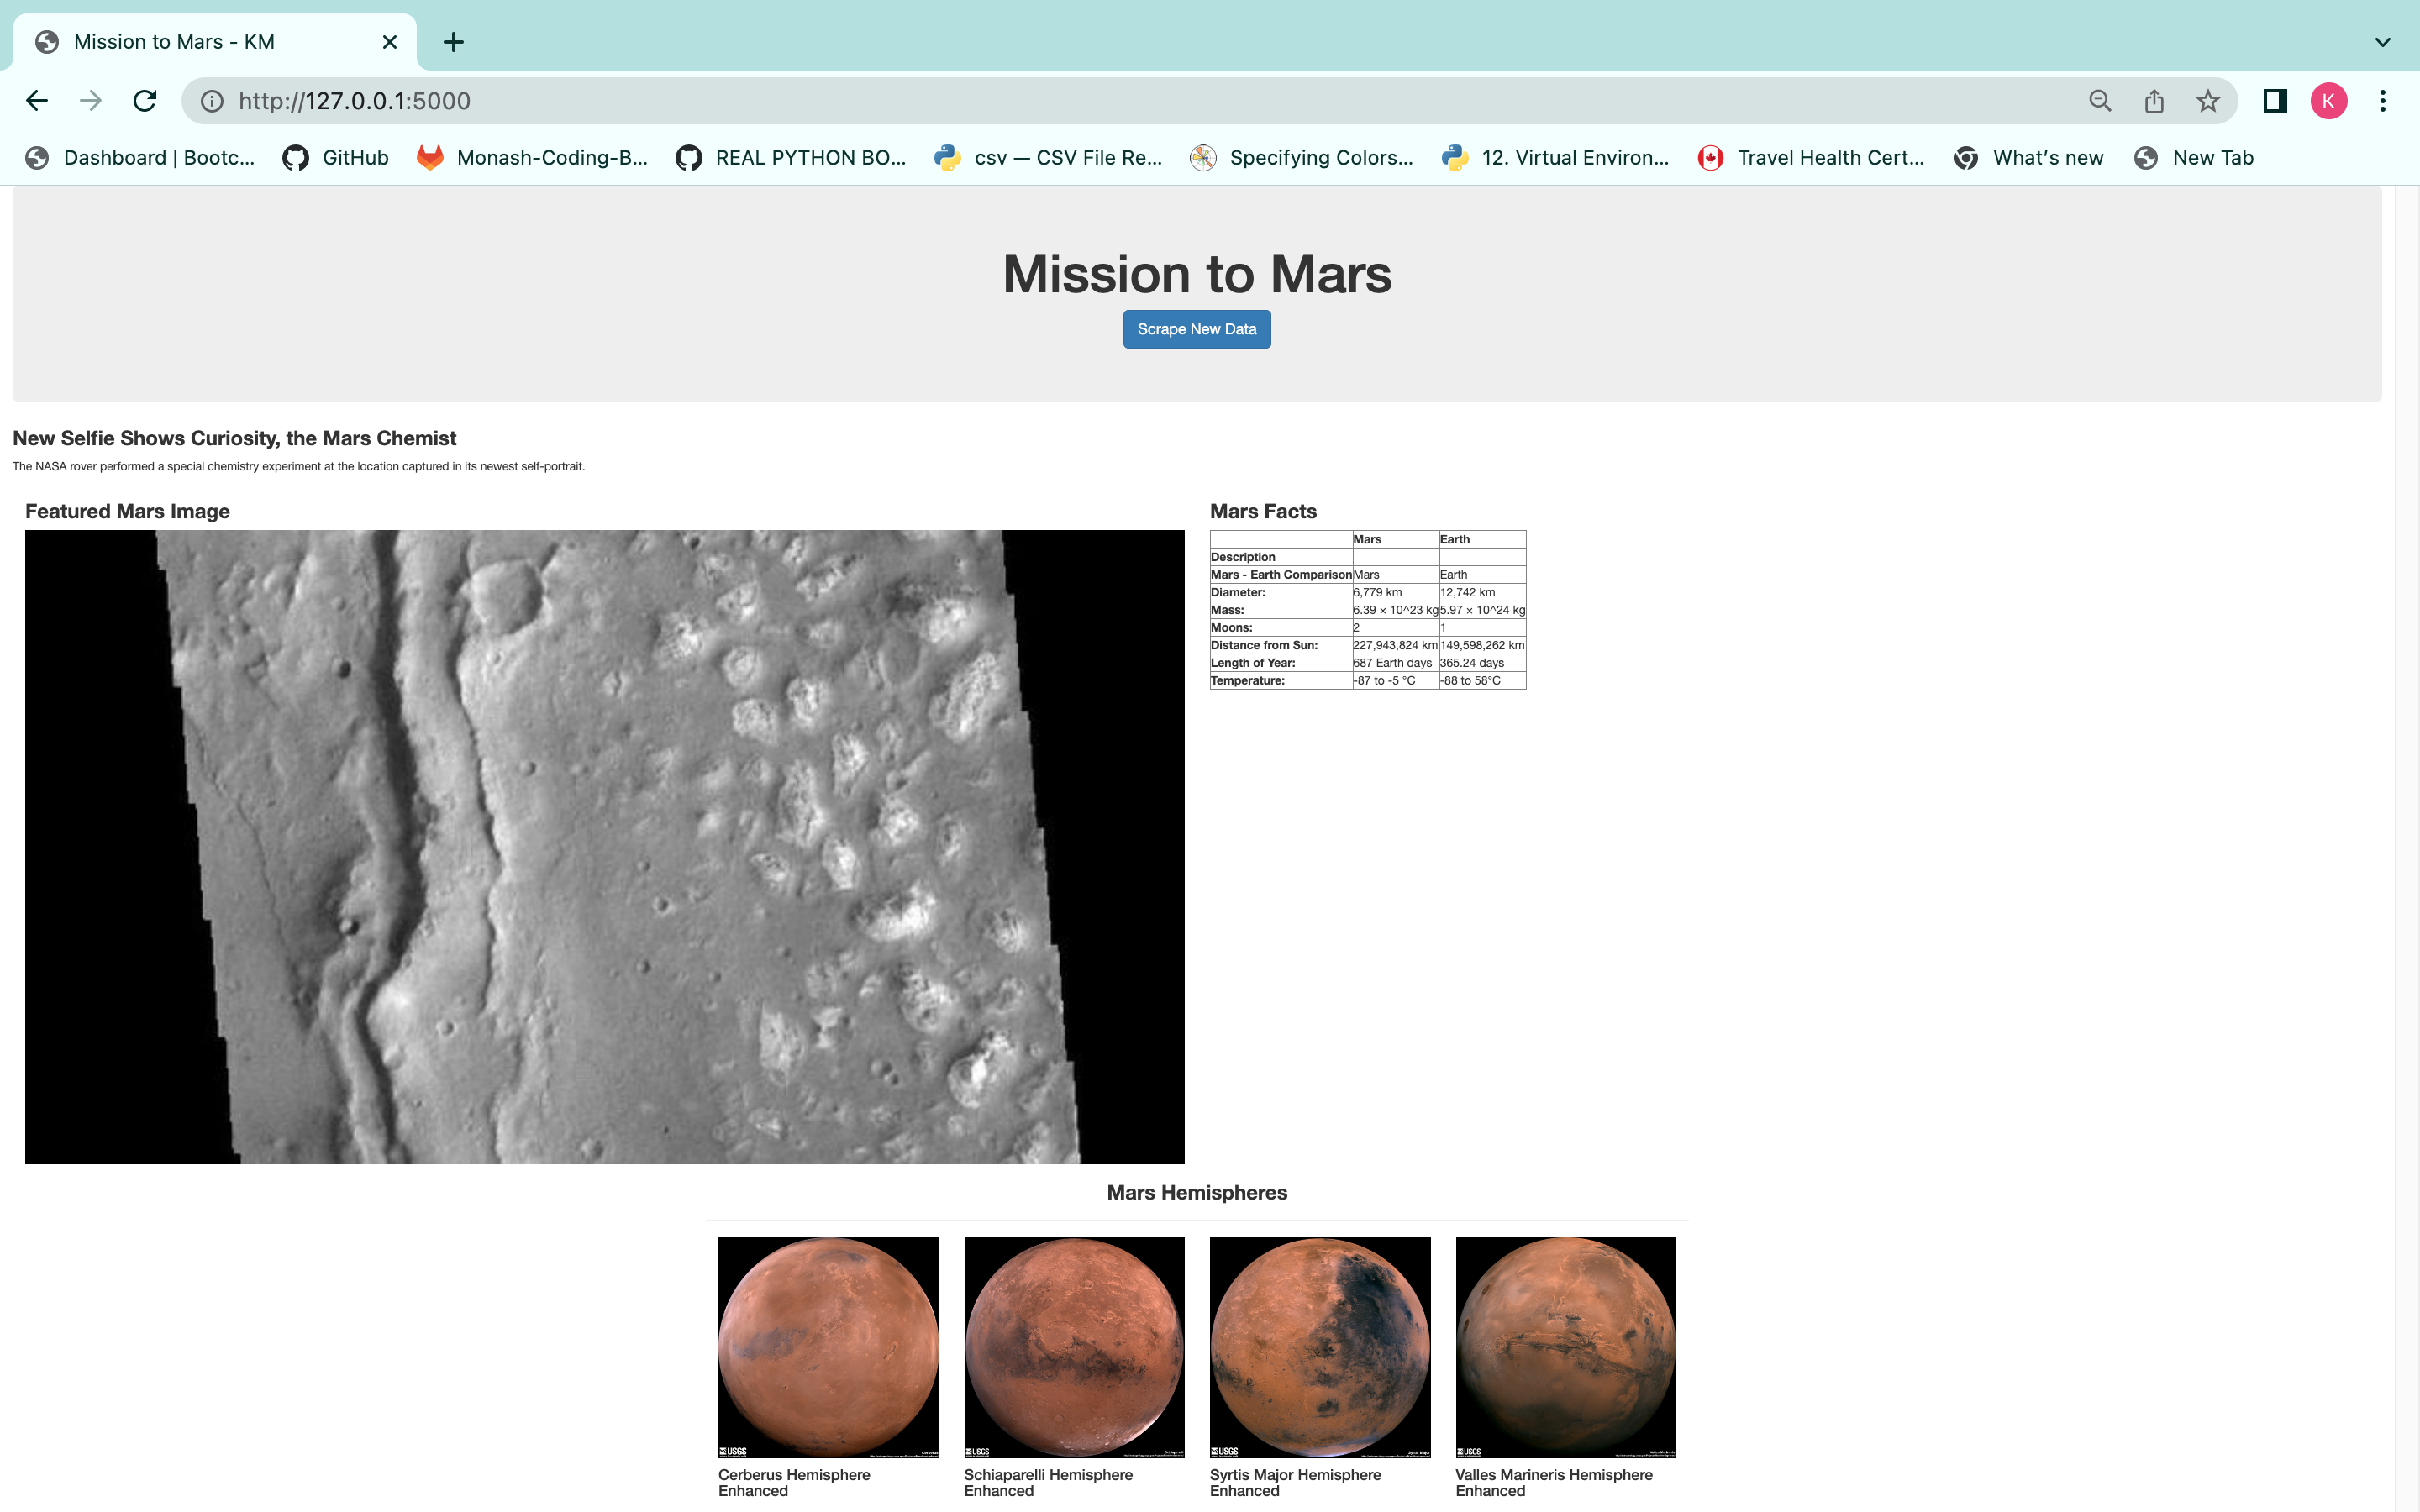 Mission to Mars - KM
http://127.0.0.1:5000
K
Dashboard | Bootc...
GitHub
Monash-Coding-B...
REAL PYTHON BO...
csv — CSV File Re...
Specifying Colors...
12. Virtual Environ...
Travel Health Cert...
What's new
New Tab
Mission to Mars
Scrape New Data
New Selfie Shows Curiosity, the Mars Chemist
The NASA rover performed a special chemistry experiment at the location captured in its newest self-portrait.
Featured Mars Image
Mars Facts
Mars Earth
Description
Mars - Earth Comparison Mars Earth
Diameter: 6,779 km 12,742 km
Mass: 6.39 × 10^23 kg 5.97 × 10^24 kg
Moons: 2 1
Distance from Sun: 227,943,824 km 149,598,262 km
Length of Year: 687 Earth days 365.24 days
Temperature: -87 to -5 °C -88 to 58°C
Mars Hemispheres
USGS
USGS
USGS
USGS
Cerberus Hemisphere
Enhanced
Schiaparelli Hemisphere
Enhanced
Syrtis Major Hemisphere
Enhanced
Valles Marineris Hemisphere
Enhanced